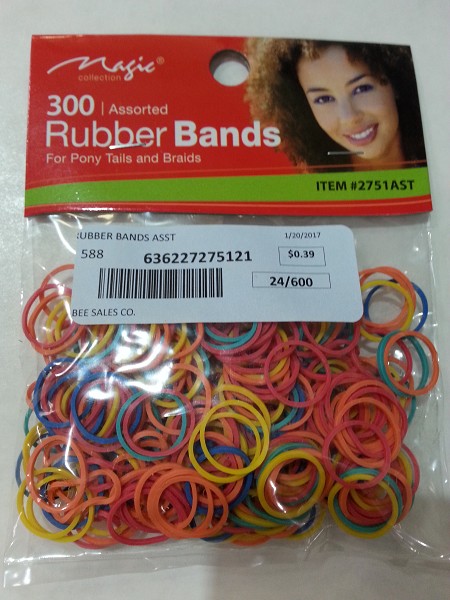 Magic®
collection
300 | Assorted
Rubber Bands
For Pony Tails and Braids
ITEM #2751AST
RUBBER BANDS ASST
1/20/2017
588
636227275121
$0.39
24/600
BEE SALES CO.